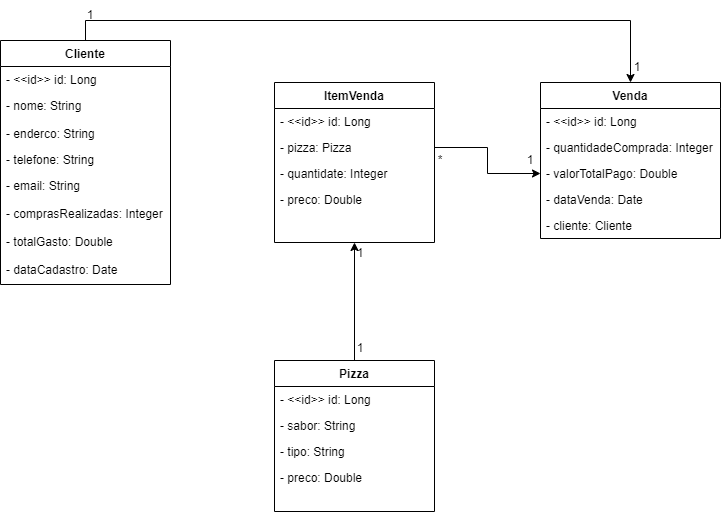 1
Cliente
- <<id>> id: Long
- nome: String
- enderco: String
- telefone: String
- email: String
- comprasRealizadas: Integer
- totalGasto: Double
- dataCadastro: Date
ItemVenda
- <<id>> id: Long
- pizza: Pizza
- quantidate: Integer
- preco: Double
*
1
1
Venda
- <<id>> id: Long
- quantidadeComprada: Integer
- valorTotalPago: Double
- dataVenda: Date
- cliente: Cliente
1
1
Pizza
- <<id>> id: Long
- sabor: String
- tipo: String
- preco: Double